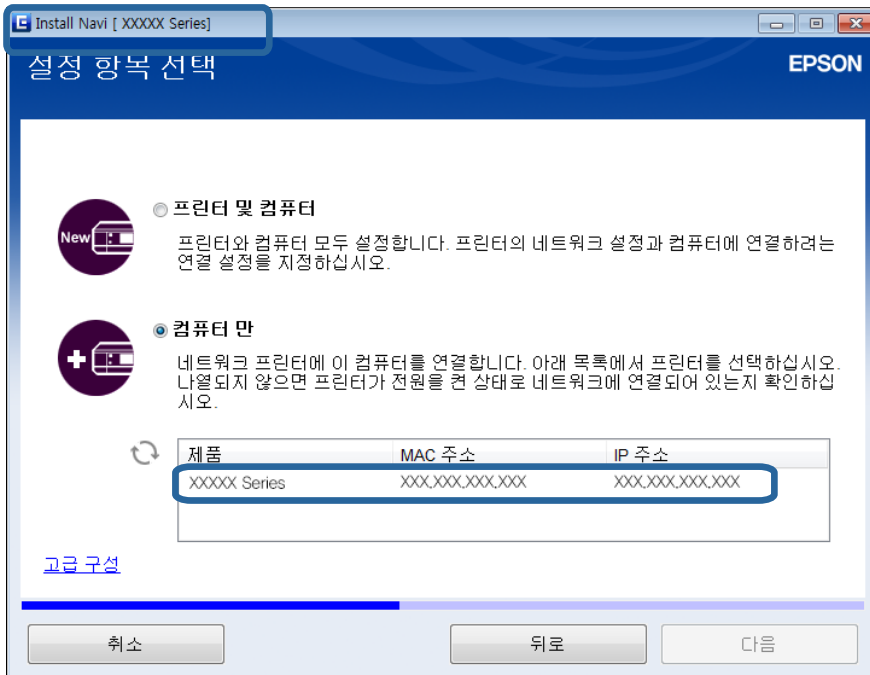 Install Navi [ XXXXX Series]
설정 항목 선택
EPSON
New
프린터 및 컴퓨터
프린터와 컴퓨터 모두 설정합니다. 프린터의 네트워크 설정과 컴퓨터에 연결하려는
연결 설정을 지정하십시오.
컴퓨터 만
네트워크 프린터에 이 컴퓨터를 연결합니다. 아래 목록에서 프린터를 선택하십시오.
나열되지 않으면 프린터가 전원을 켠 상태로 네트워크에 연결되어 있는지 확인하십
시오.
제품 MAC 주소 IP 주소
XXXXX Series XXX.XXX.XXX.XXX XXX.XXX.XXX.XXX
고급 구성
취소 뒤로 다음